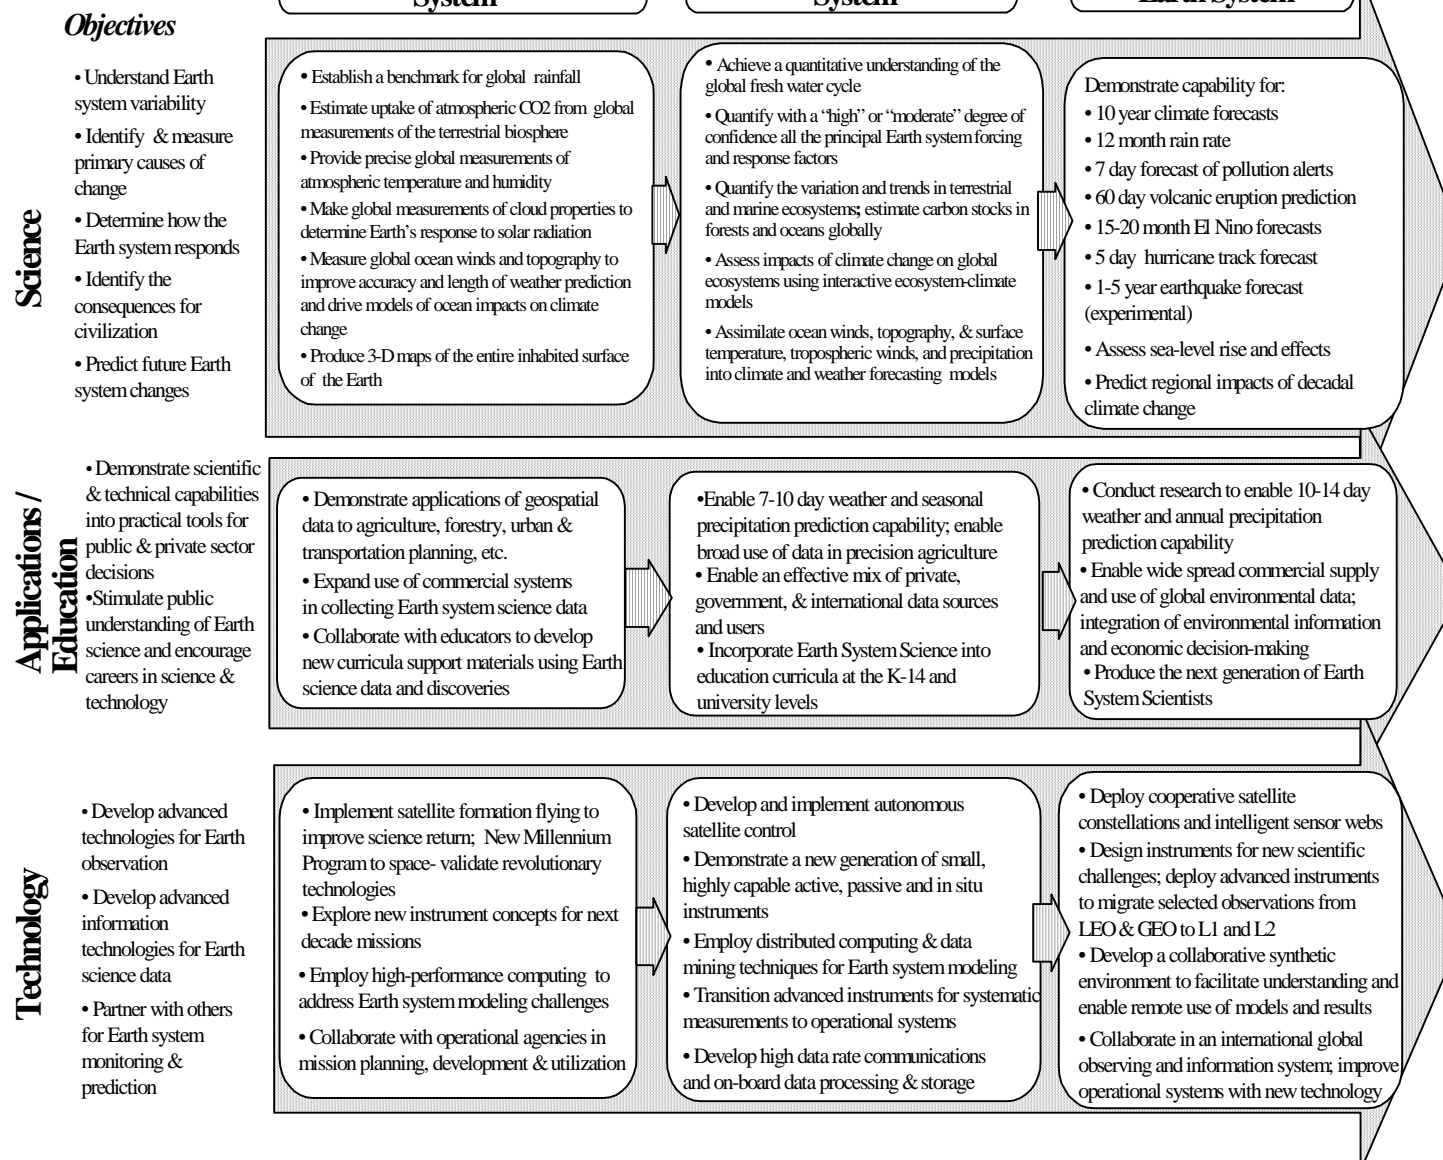 System
System
Earth System
Objectives
Science
• Understand Earth
system variability
• Identify & measure
primary causes of
change
• Determine how the
Earth system responds
• Identify the
consequences for
civilization
• Predict future Earth
system changes
• Establish a benchmark for global rainfall
• Estimate uptake of atmospheric CO2 from global
measurements of the terrestrial biosphere
• Provide precise global measurements of
atmospheric temperature and humidity
• Make global measurements of cloud properties to
determine Earth's response to solar radiation
• Measure global ocean winds and topography to
improve accuracy and length of weather prediction
and drive models of ocean impacts on climate
change
• Produce 3-D maps of the entire inhabited surface
of the Earth
• Achieve a quantitative understanding of the
global fresh water cycle
• Quantify with a “high” or “moderate” degree of
confidence all the principal Earth system forcing
and response factors
• Quantify the variation and trends in terrestrial
and marine ecosystems; estimate carbon stocks in
forests and oceans globally
• Assess impacts of climate change on global
ecosystems using interactive ecosystem-climate
models
• Assimilate ocean winds, topography, & surface
temperature, tropospheric winds, and precipitation
into climate and weather forecasting models
Demonstrate capability for:
• 10 year climate forecasts
• 12 month rain rate
• 7 day forecast of pollution alerts
• 60 day volcanic eruption prediction
• 15-20 month El Nino forecasts
• 5 day hurricane track forecast
• 1-5 year earthquake forecast
(experimental)
• Assess sea-level rise and effects
• Predict regional impacts of decadal
climate change
Applications /
Education
• Demonstrate scientific
& technical capabilities
into practical tools for
public & private sector
decisions
•Stimulate public
understanding of Earth
science and encourage
careers in science &
technology
• Demonstrate applications of geospatial
data to agriculture, forestry, urban &
transportation planning, etc.
• Expand use of commercial systems
in collecting Earth system science data
• Collaborate with educators to develop
new curricula support materials using Earth
science data and discoveries
•Enable 7-10 day weather and seasonal
precipitation prediction capability; enable
broad use of data in precision agriculture
• Enable an effective mix of private,
government, & international data sources
and users
• Incorporate Earth System Science into
education curicula at the K-14 and
university levels
• Conduct research to enable 10-14 day
weather and annual precipitation
prediction capability
• Enable wide spread commercial supply
and use of global environmental data;
integration of environmental information
and economic decision-making
• Produce the next generation of Earth
System Scientists
Technology
• Develop advanced
technologies for Earth
observation
• Develop advanced
information
technologies for Earth
science data
• Partner with others
for Earth system
monitoring &
prediction
• Implement satellite formation flying to
improve science return; New Millennium
Program to space- validate revolutionary
technologies
• Explore new instrument concepts for next
decade missions
• Employ high-performance computing to
address Earth system modeling challenges
• Collaborate with operational agencies in
mission planning, development & utilization
• Develop and implement autonomous
satellite control
• Demonstrate a new generation of small,
highly capable active, passive and in situ
instruments
• Employ distributed computing & data
mining techniques for Earth system modeling
• Transition advanced instruments for systematic
measurements to operational systems
• Develop high data rate communications
and on-board data processing & storage
• Deploy cooperative satellite
constellations and intelligent sensor webs
• Design instruments for new scientific
challenges; deploy advanced instruments
to migrate selected observations from
LEO & GEO to L1 and L2
• Develop a collaborative synthetic
environment to facilitate understanding and
enable remote use of models and results
• Collaborate in an international global
observing and information system; improve
operational systems with new technology